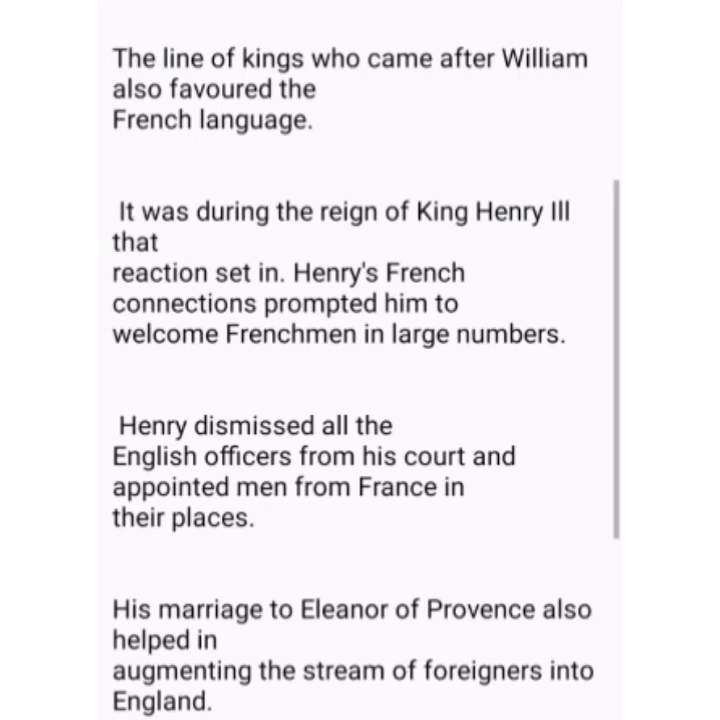 The line of kings who came after William
also favoured the
French language.
It was during the reign of King Henry Ill
that
reaction set in. Henry's French
connections prompted him to
welcome Frenchmen in large numbers.
Henry dismissed all the
English officers from his court and
appointed men from France in
their places.
His marriage to Eleanor of Provence also
helped in
augmenting the stream of foreigners into
England.